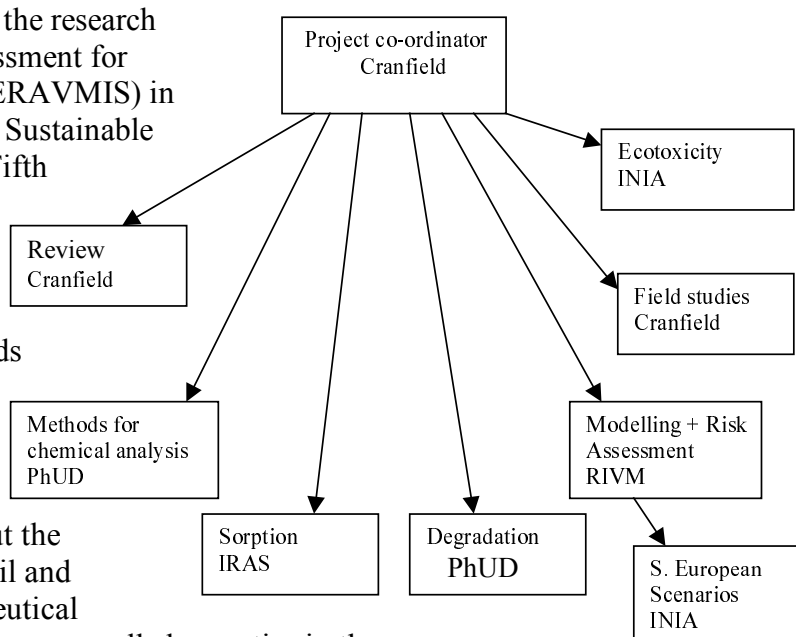 the research
ssment for
ERAVMIS) in
Sustainable
Fifth
ds
ut the
il and
eutical
Project co-ordinator
Cranfield
Ecotoxicity
INIA
Review
Cranfield
Field studies
Cranfield
Methods for
chemical analysis
PhUD
Modelling + Risk
Assessment
RIVM
Sorption
IRAS
Degradation
PhUD
S. European
Scenarios
INIA